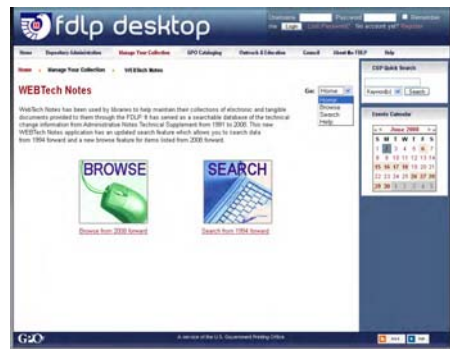 fdlp desktop
Username Password Remember
me Login Lost Password? No account yet? Register
Home Depository Administration Manage Your Collection GPO Cataloging Outreach & Education Council About the FDLP Help
Home Manage Your Collection WEBTech Notes
WEBTech Notes
Go: Home
Home
Browse
Search
Help
WebTech Notes has been used by libraries to help maintain their collections of electronic and tangible
documents provided to them through the FDLP. It has served as a searchable database of the technical
change information from Administrative Notes Technical Supplement from 1991 to 2008. This new
WEBTech Notes application has an updated search feature which allows you to search data
from 1994 forward and a new browse feature for items listed from 2008 forward.
BROWSE
SEARCH
Browse from 2008 forward
Search from 1994 forward
CGP Quick Search
Keyword(s) Search
Events Calendar
June 2008
S M T W T F S
1 2 3 4 5 6 7
8 9 10 11 12 13 14
15 16 17 18 19 20 21
22 23 24 25 26 27 28
29 30 1 2 3 4 5
GPO
A service of the U.S. Government Printing Office